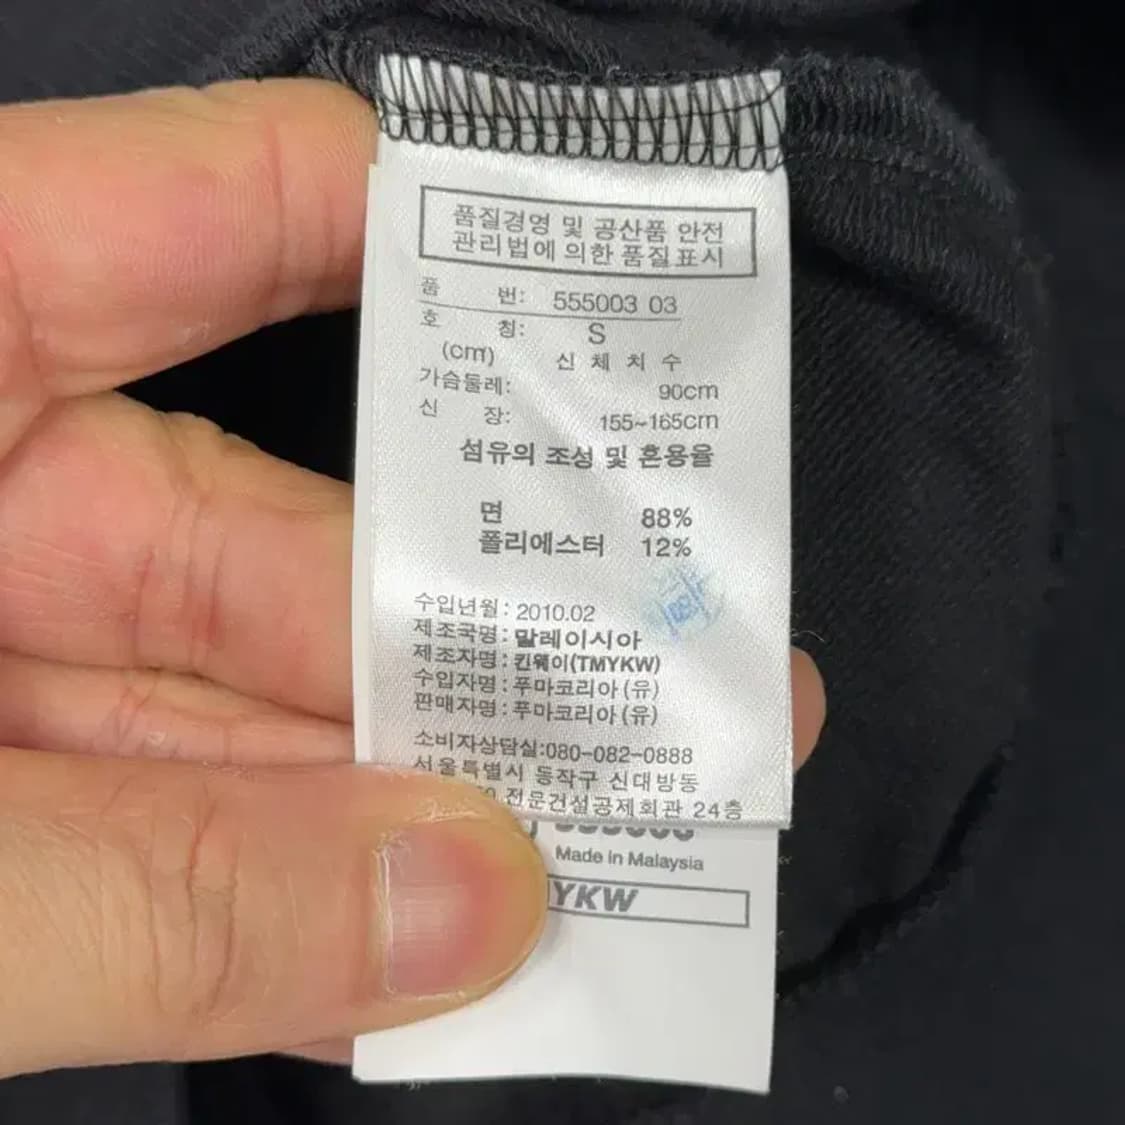 품질경영 및 공산품 안전
관리법에 의한 품질표시
품 번: 555003 03
호 칭: S
(cm) 신 체 치 수
가슴둘레: 90cm
신 장: 155~165cm
섬유의 조성 및 혼용율
면 88%
폴리에스터 12%
수입년월: 2010.02
제조국명: 말레이시아
제조자명: 킨웨이(TMYKW)
수입자명: 푸마코리아(유)
판매자명: 푸마코리아(유)
소비자상담실:080-082-0888
서울특별시 동작구 신대방동
전문건설공제회관 24층
Made in Malaysia
YKW